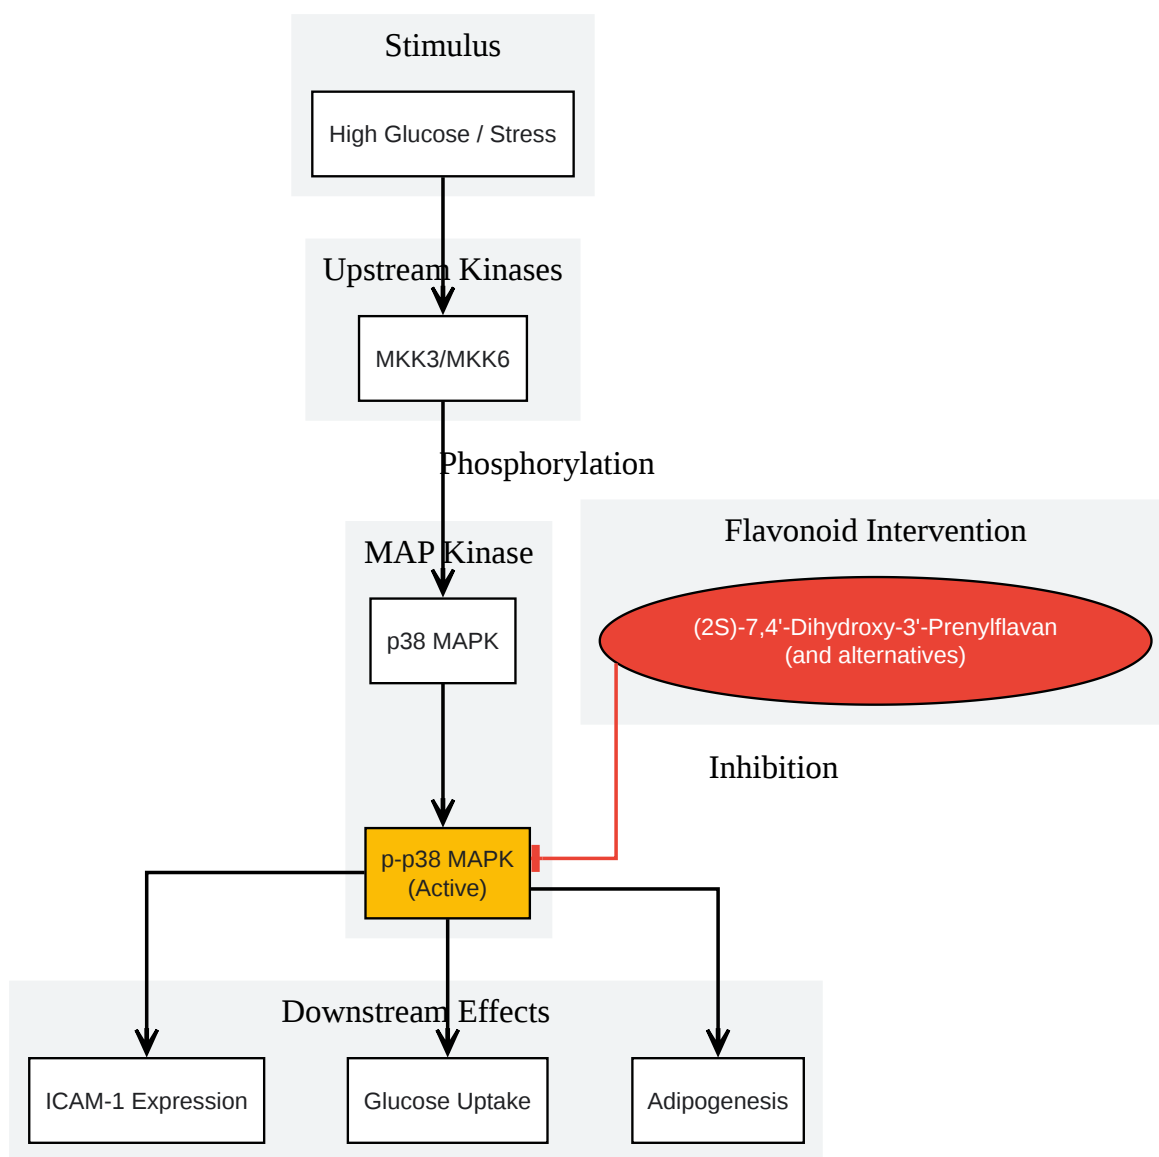 Stimulus
High Glucose / Stress
Upstream Kinases
MKK3/MKK6
Phosphorylation
MAP Kinase
p38 MAPK
Flavonoid Intervention
(2S)-7,4'-Dihydroxy-3'-Prenylflavan
(and alternatives)
Inhibition
p-p38 MAPK
(Active)
Downstream Effects
ICAM-1 Expression
Glucose Uptake
Adipogenesis